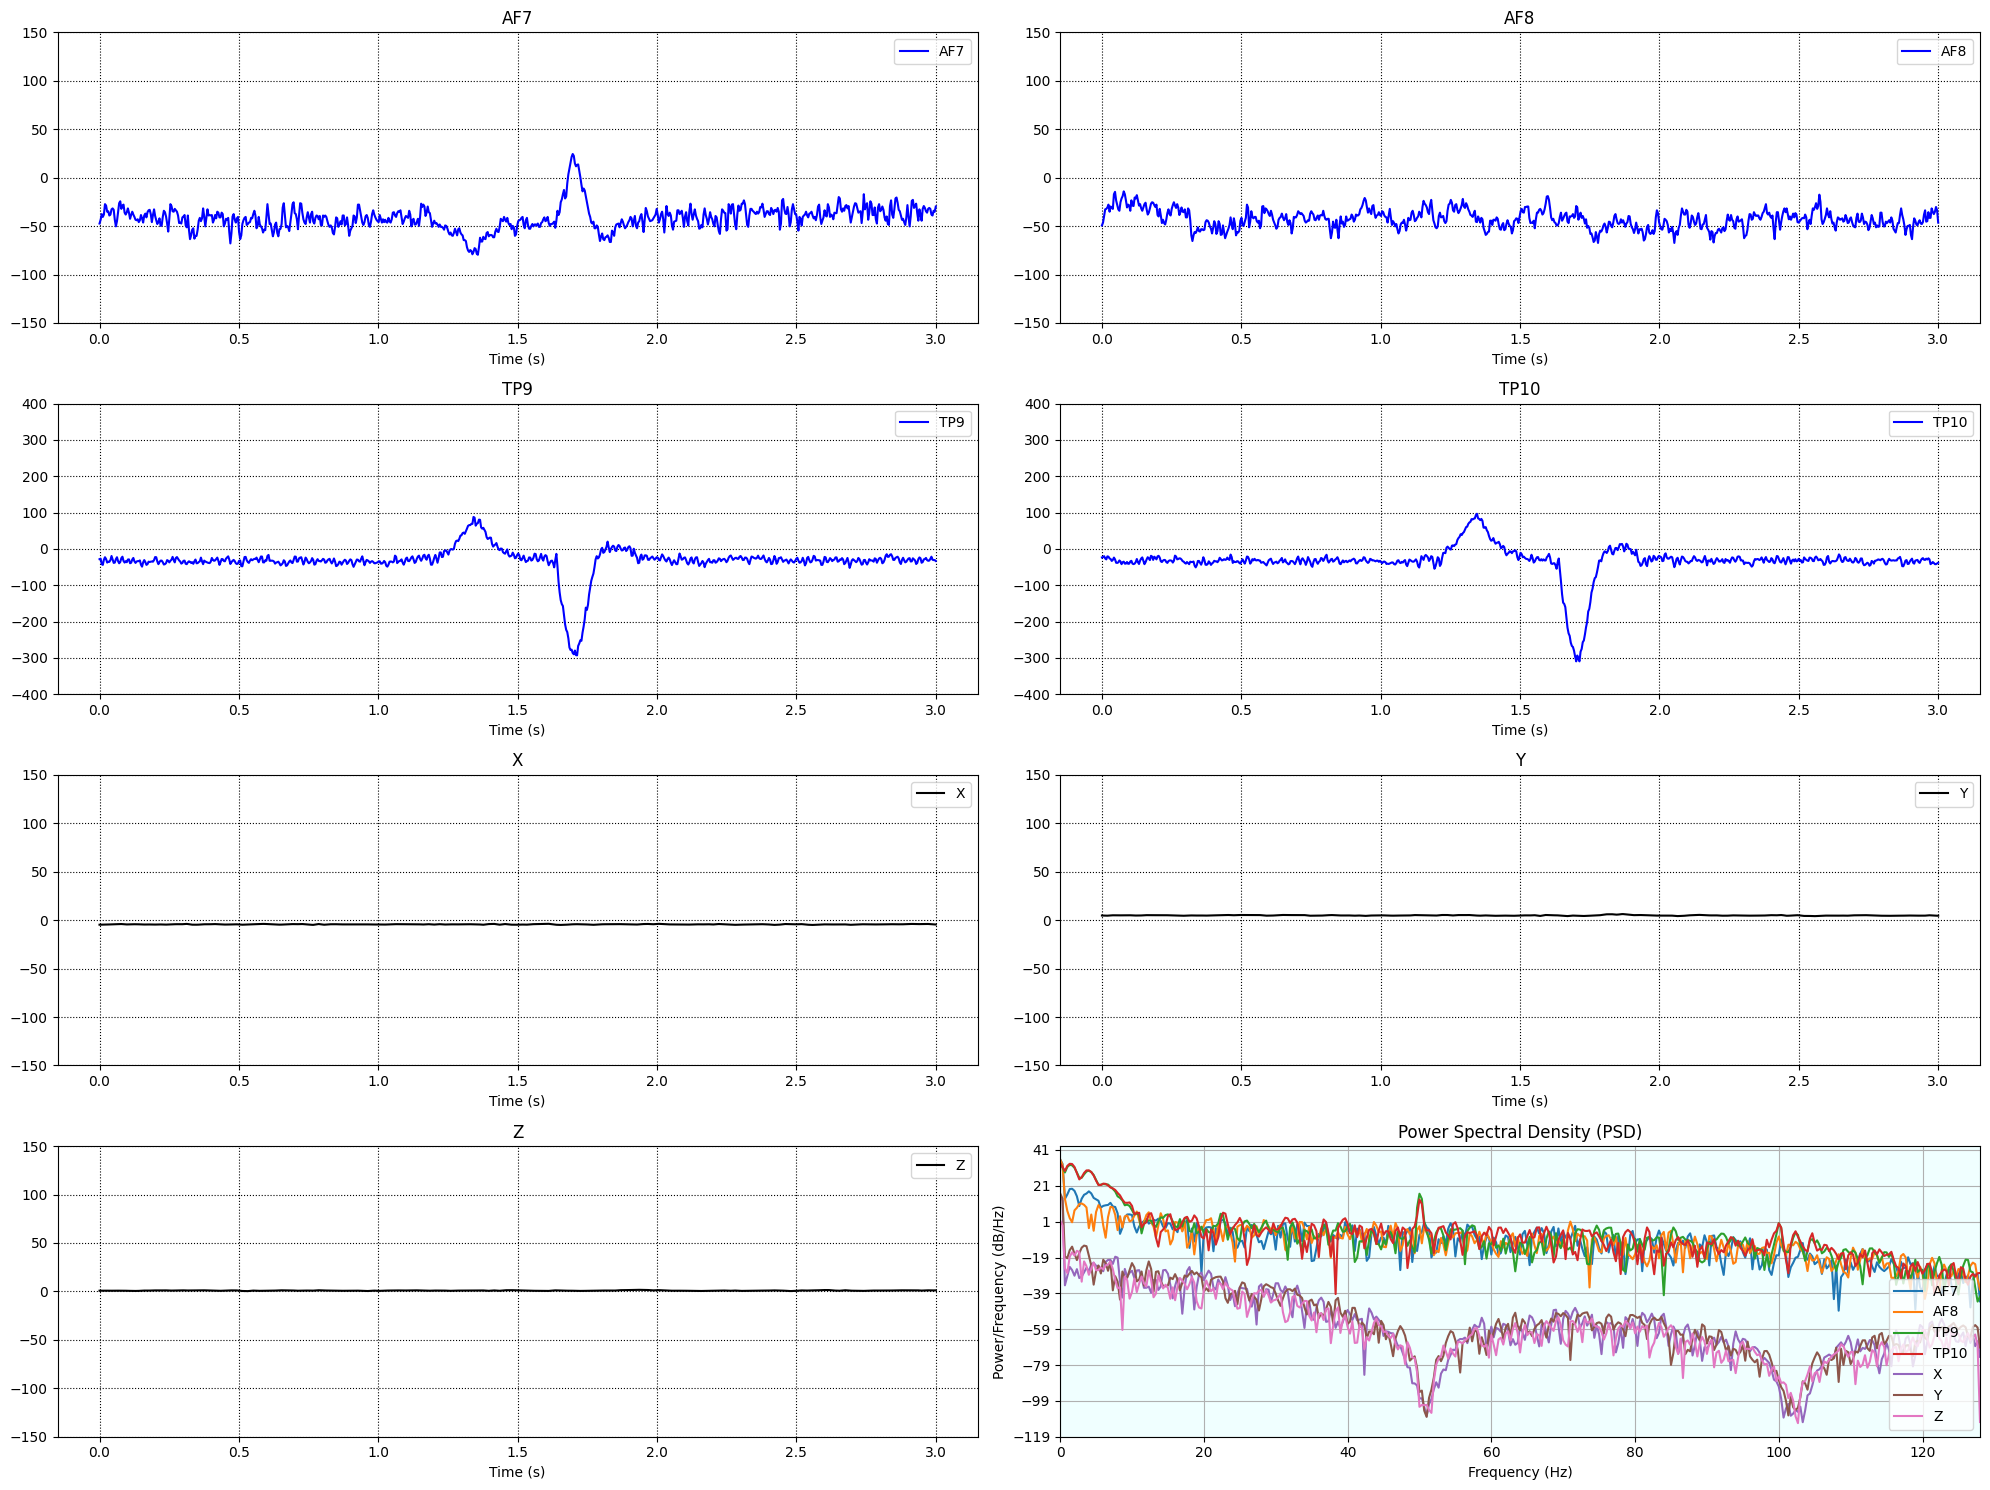 AF7
150
100
50
0
−50
−100
−150
AF7
0.0 0.5 1.0 1.5 2.0 2.5 3.0
Time (s)
AF8
150
100
50
0
−50
−100
−150
AF8
0.0 0.5 1.0 1.5 2.0 2.5 3.0
Time (s)
TP9
400
300
200
100
0
−100
−200
−300
−400
TP9
0.0 0.5 1.0 1.5 2.0 2.5 3.0
Time (s)
TP10
400
300
200
100
0
−100
−200
−300
−400
TP10
0.0 0.5 1.0 1.5 2.0 2.5 3.0
Time (s)
X
150
100
50
0
−50
−100
−150
X
0.0 0.5 1.0 1.5 2.0 2.5 3.0
Time (s)
Y
150
100
50
0
−50
−100
−150
Y
0.0 0.5 1.0 1.5 2.0 2.5 3.0
Time (s)
Z
150
100
50
0
−50
−100
−150
Z
0.0 0.5 1.0 1.5 2.0 2.5 3.0
Time (s)
Power Spectral Density (PSD)
Power/Frequency (dB/Hz)
41
21
1
−19
−39
−59
−79
−99
−119
AF7
AF8
TP9
TP10
X
Y
Z
0 20 40 60 80 100 120
Frequency (Hz)